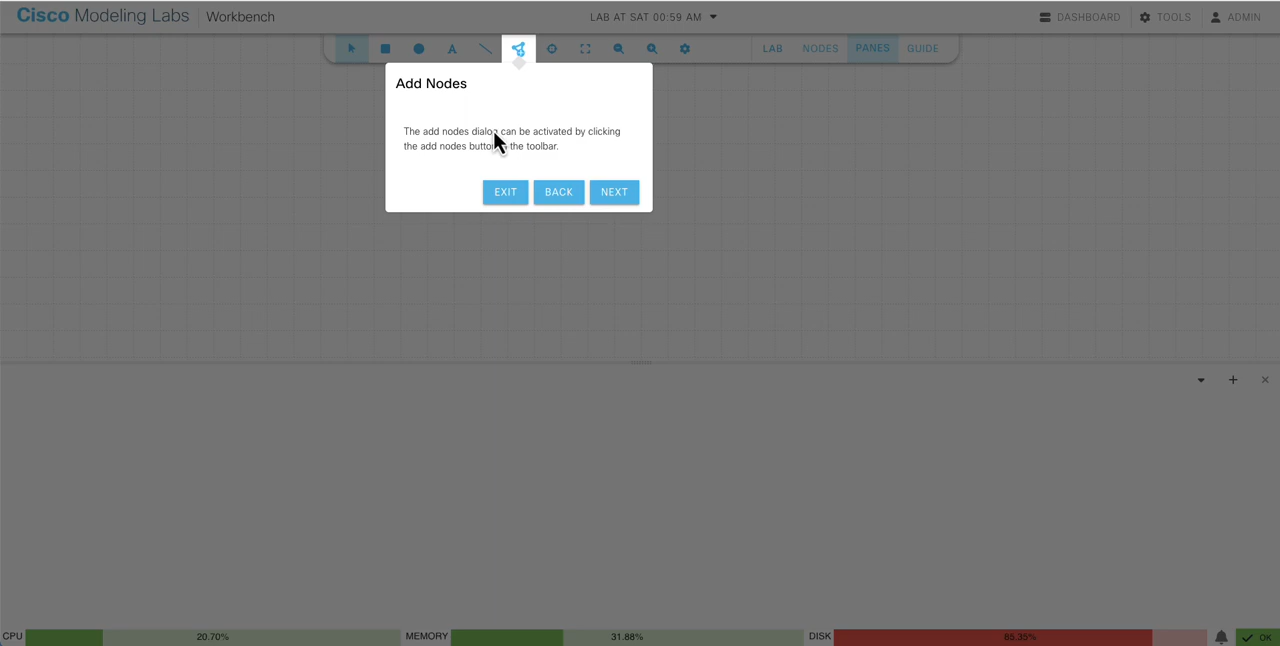 Cisco Modeling Labs Workbench LAB AT SAT 00:59 AM DASHBOARD TOOLS ADMIN
A LAB NODES PANES GUIDE
Add Nodes
The add nodes dialog can be activated by clicking
the add nodes button the toolbar.
EXIT BACK NEXT
CPU 20.70% MEMORY 31.88% DISK 85.35% OK